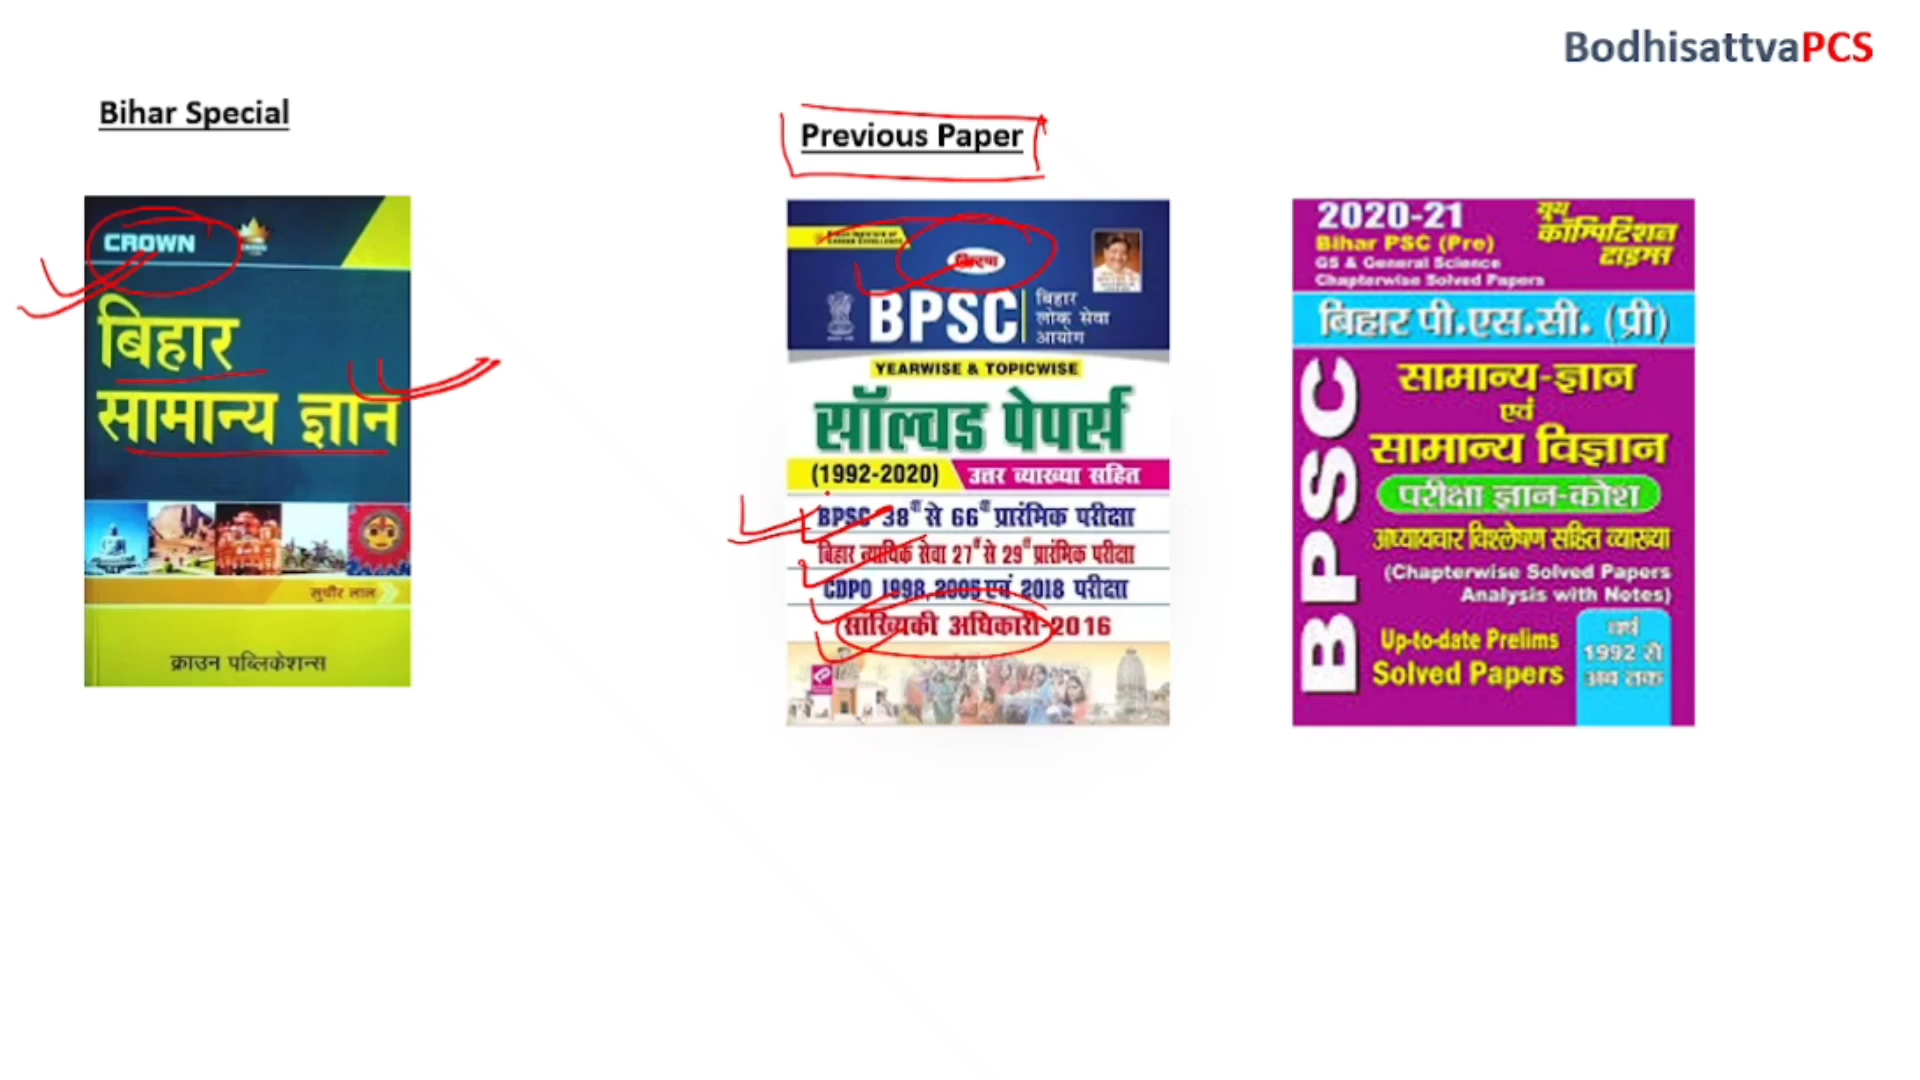 BodhisattvaPCS
Bihar Special
CROWN
बिहार
सामान्य ज्ञान
सुधीर लाल
क्राउन पब्लिकेशन्स
Previous Paper
किरण
BPSC
बिहार
लोक सेवा
आयोग
YEARWISE & TOPICWISE
सॉल्वड पेपर्स
(1992-2020) उत्तर व्याख्या सहित
BPSC 38वीं से 66वीं प्रारंभिक परीक्षा
बिहार न्यायिक सेवा 27वीं से 29वीं प्रारंभिक परीक्षा
CDPO 1998, 2005 एवं 2018 परीक्षा
सांख्यिकी अधिकारी-2016
2020-21
यूथ
कॉम्पिटिशन
टाइम्स
Bihar PSC (Pre)
GS & General Science
Chapterwise Solved Papers
बिहार पी.एस.सी. (प्री)
BPSC
सामान्य-ज्ञान
एवं
सामान्य विज्ञान
परीक्षा ज्ञान-कोश
अध्यायवार विश्लेषण सहित व्याख्या
(Chapterwise Solved Papers
Analysis with Notes)
Up-to-date Prelims
Solved Papers
वर्ष
1992 से
अब तक